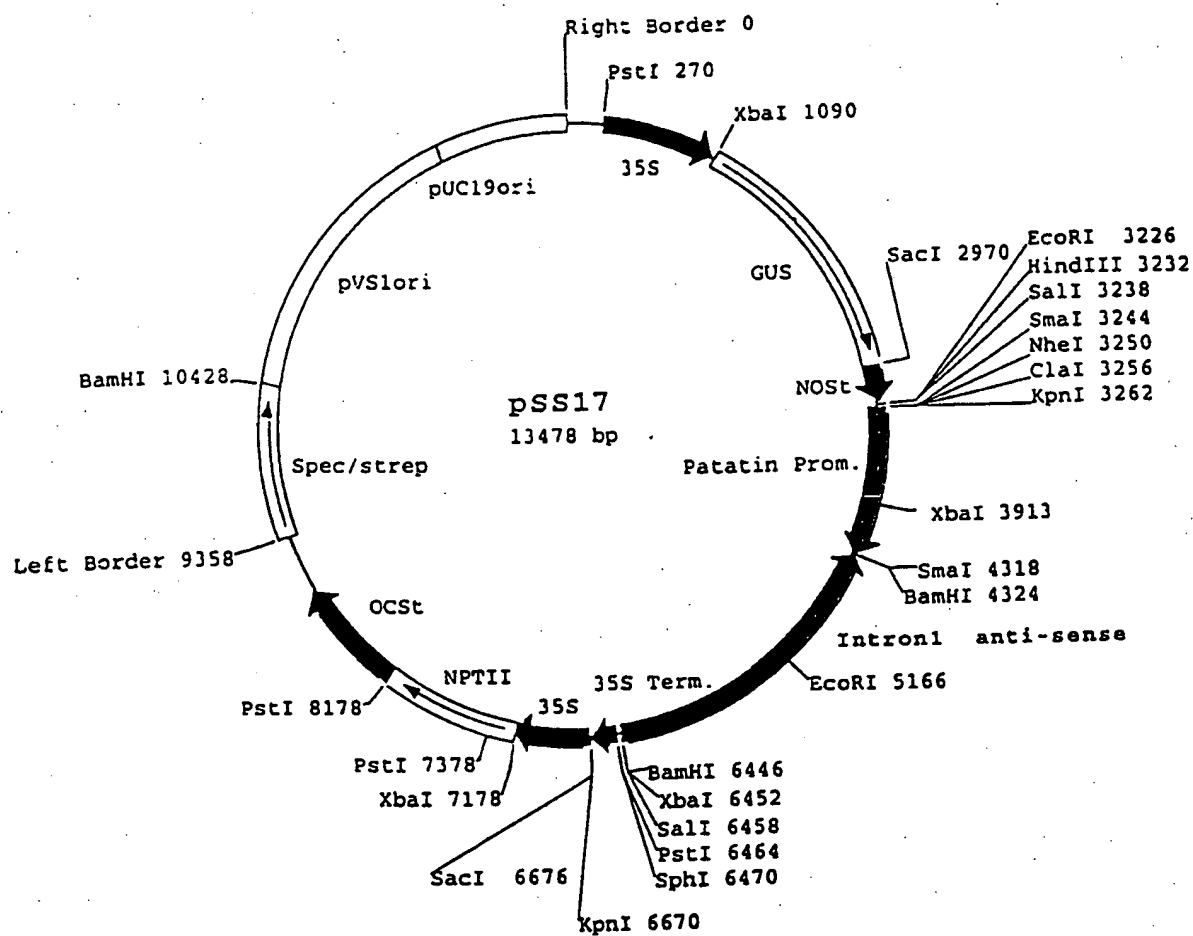 Right Border 0
PstI 270
XbaI 1090
35S
pUC19ori
GUS
SacI 2970
EcoRI 3226
HindIII 3232
SalI 3238
SmaI 3244
NheI 3250
ClaI 3256
KpnI 3262
pVS1ori
NOSt
BamHI 10428
pSS17
13478 bp
Patatin Prom.
Spec/strep
XbaI 3913
Left Border 9358
SmaI 4318
BamHI 4324
OCSt
Intron1 anti-sense
NPTII
35S Term.
EcoRI 5166
PstI 8178
35S
PstI 7378
XbaI 7178
BamHI 6446
XbaI 6452
SalI 6458
PstI 6464
SphI 6470
SacI 6676
KpnI 6670